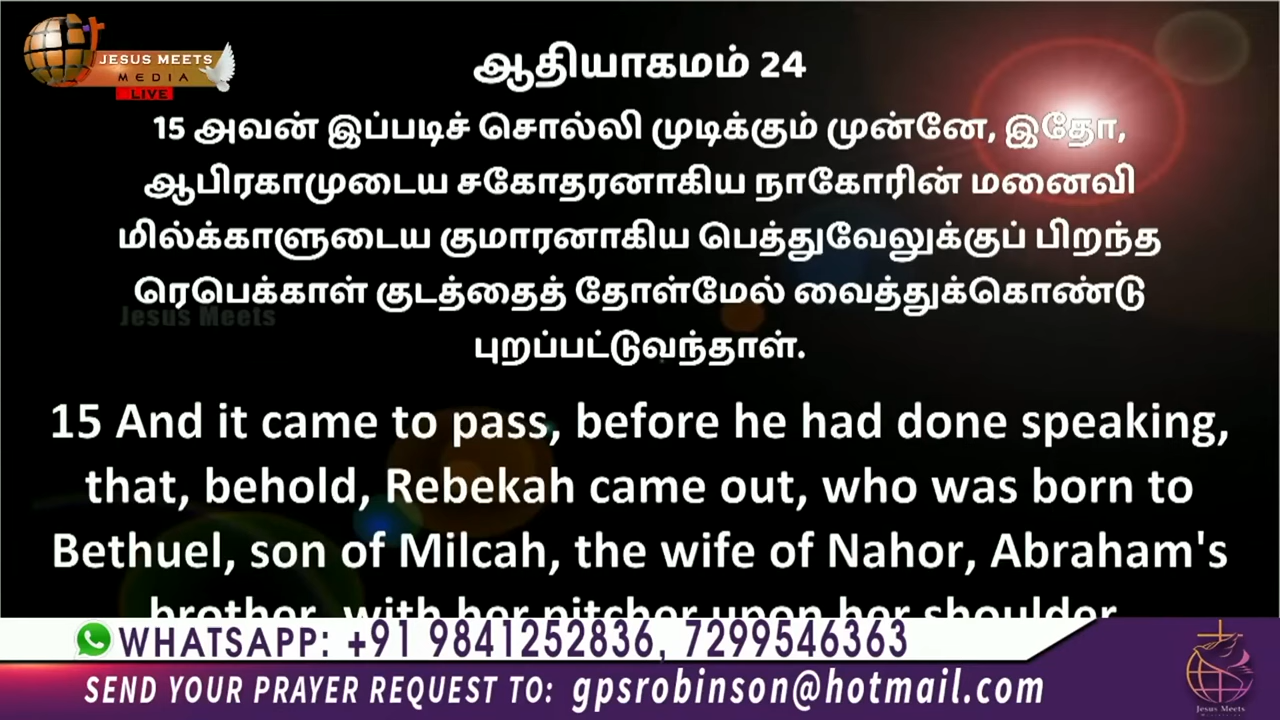 JESUS MEETS
MEDIA
LIVE
ஆதியாகமம் 24
15 அவன் இப்படிச் சொல்லி முடிக்கும் முன்னே, இதோ,
ஆபிரகாமுடைய சகோதரனாகிய நாகோரின் மனைவி
மில்க்காளுடைய குமாரனாகிய பெத்துவேலுக்குப் பிறந்த
ரெபெக்காள் குடத்தைத் தோள்மேல் வைத்துக்கொண்டு
Jesus Meets
புறப்பட்டுவந்தாள்.
15 And it came to pass, before he had done speaking,
that, behold, Rebekah came out, who was born to
Bethuel, son of Milcah, the wife of Nahor, Abraham's
brother, with her pitcher upon her shoulder.
WHATSAPP: +91 9841252836, 7299546363
SEND YOUR PRAYER REQUEST TO: gpsrobinson@hotmail.com
Jesus Meets